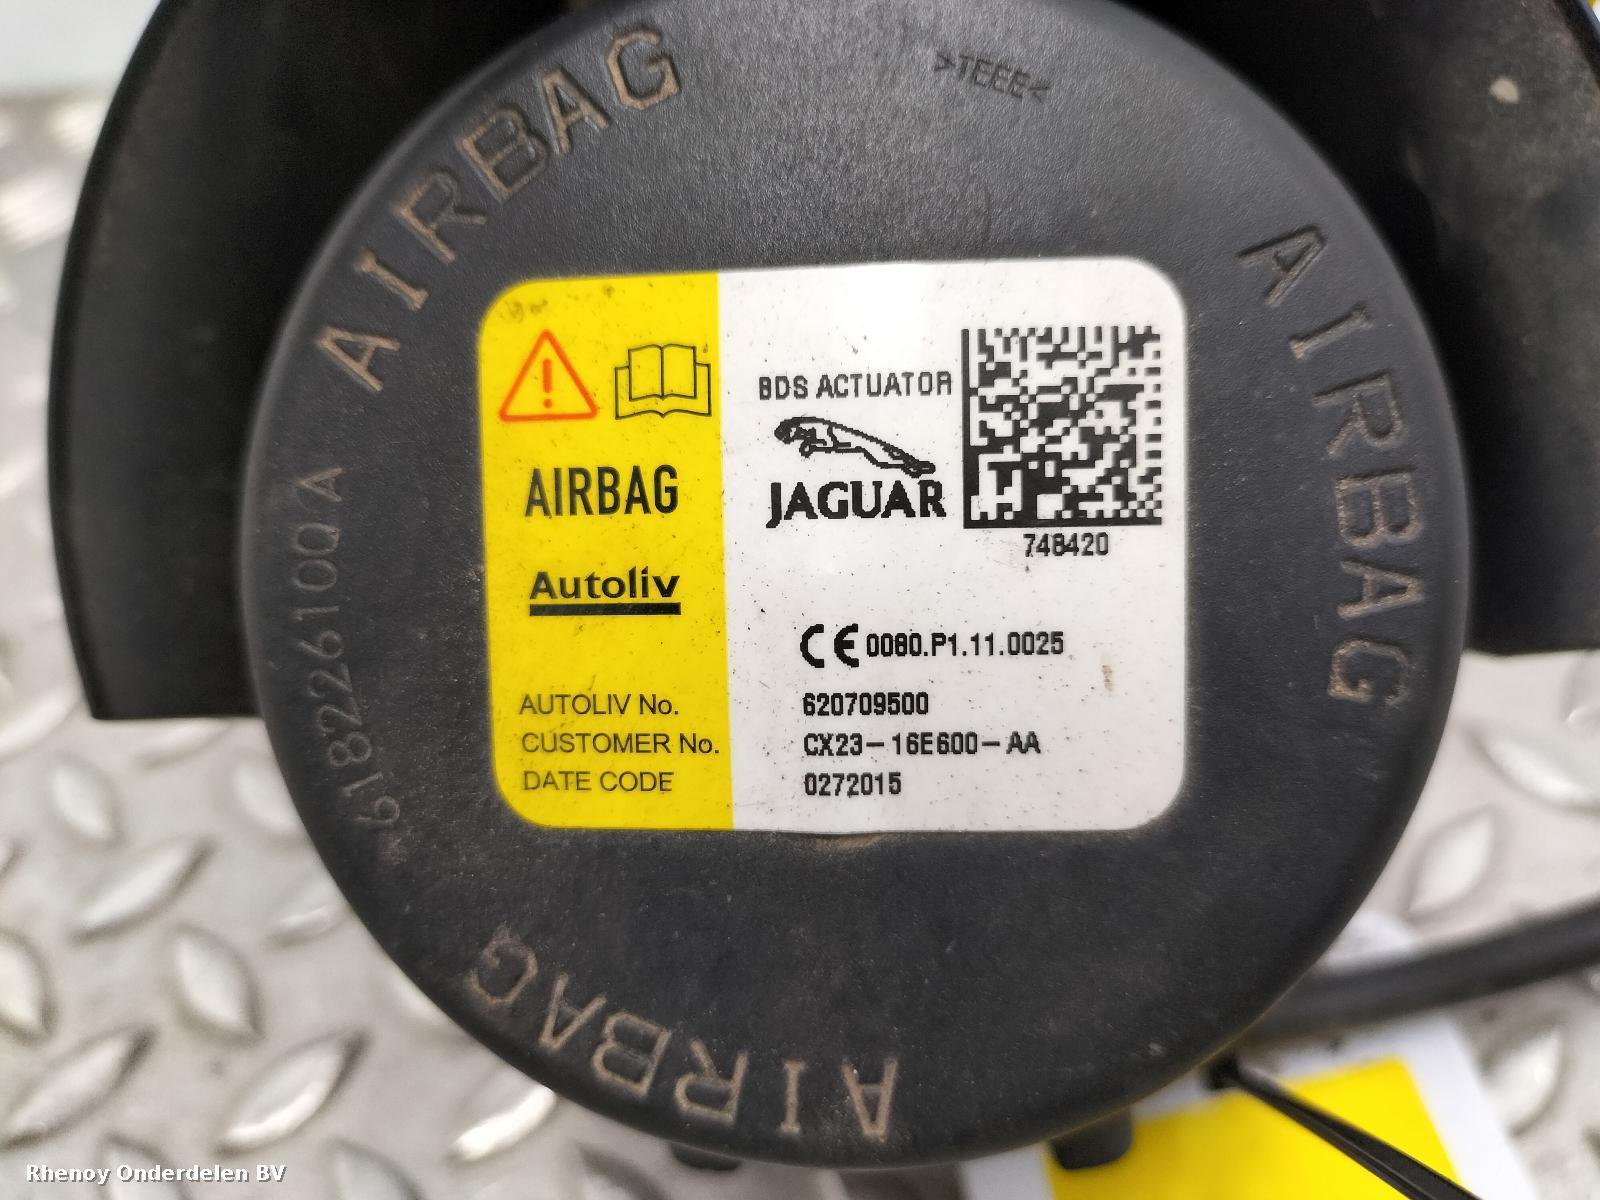 AIRBAG
>TEEE<
AIRBAG
618226100A
BDS ACTUATOR
JAGUAR
748420
AIRBAG
Autoliv
CE 0080.P1.11.0025
AUTOLIV No. 620709500
CUSTOMER No. CX23-16E600-AA
DATE CODE 0272015
AIRBAG
Rhenoy Onderdelen BV